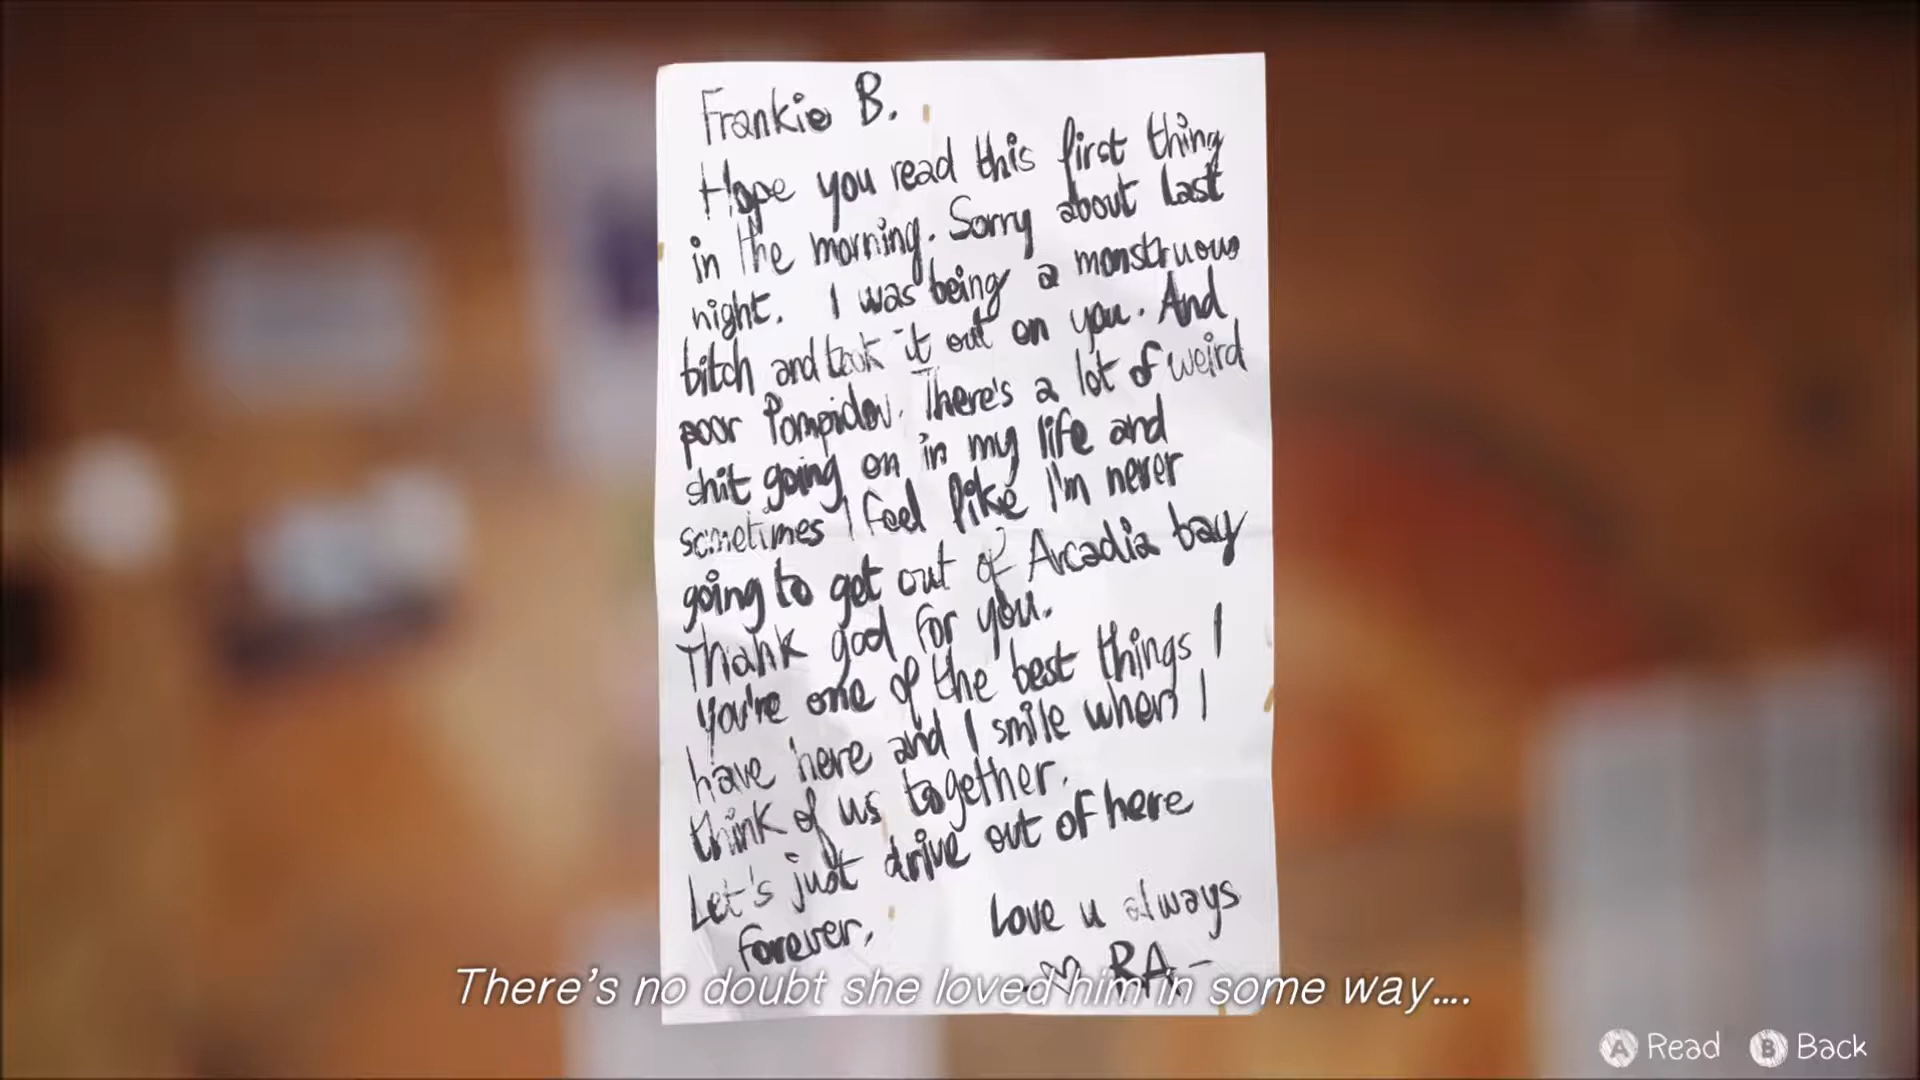 Frankie B.
Hope you read this first thing
in the morning. Sorry about last
night. I was being a monstruous
bitch and took it out on you. And
poor Pompidou. There's a lot of weird
shit going on in my life and
sometimes I feel like I'm never
going to get out of Arcadia bay
Thank god for you.
You're one of the best things I
have here and I smile when I
think of us together.
Let's just drive out of here
forever.
Love u always
♡ RA -
There's no doubt she loved him in some way....
A Read B Back